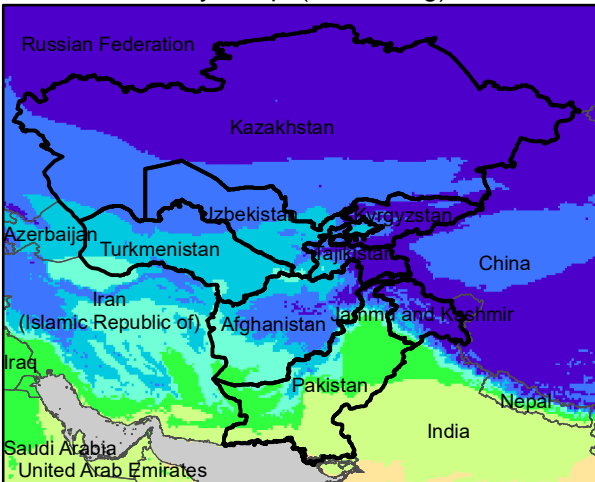 Russian Federation
Kazakhstan
Uzbekistan
Kyrgyzstan
Azerbaijan
Turkmenistan
Tajikistan
China
Iran
(Islamic Republic of)
Afghanistan
Jammu and Kashmir
Iraq
Pakistan
Nepal
India
Saudi Arabia
United Arab Emirates